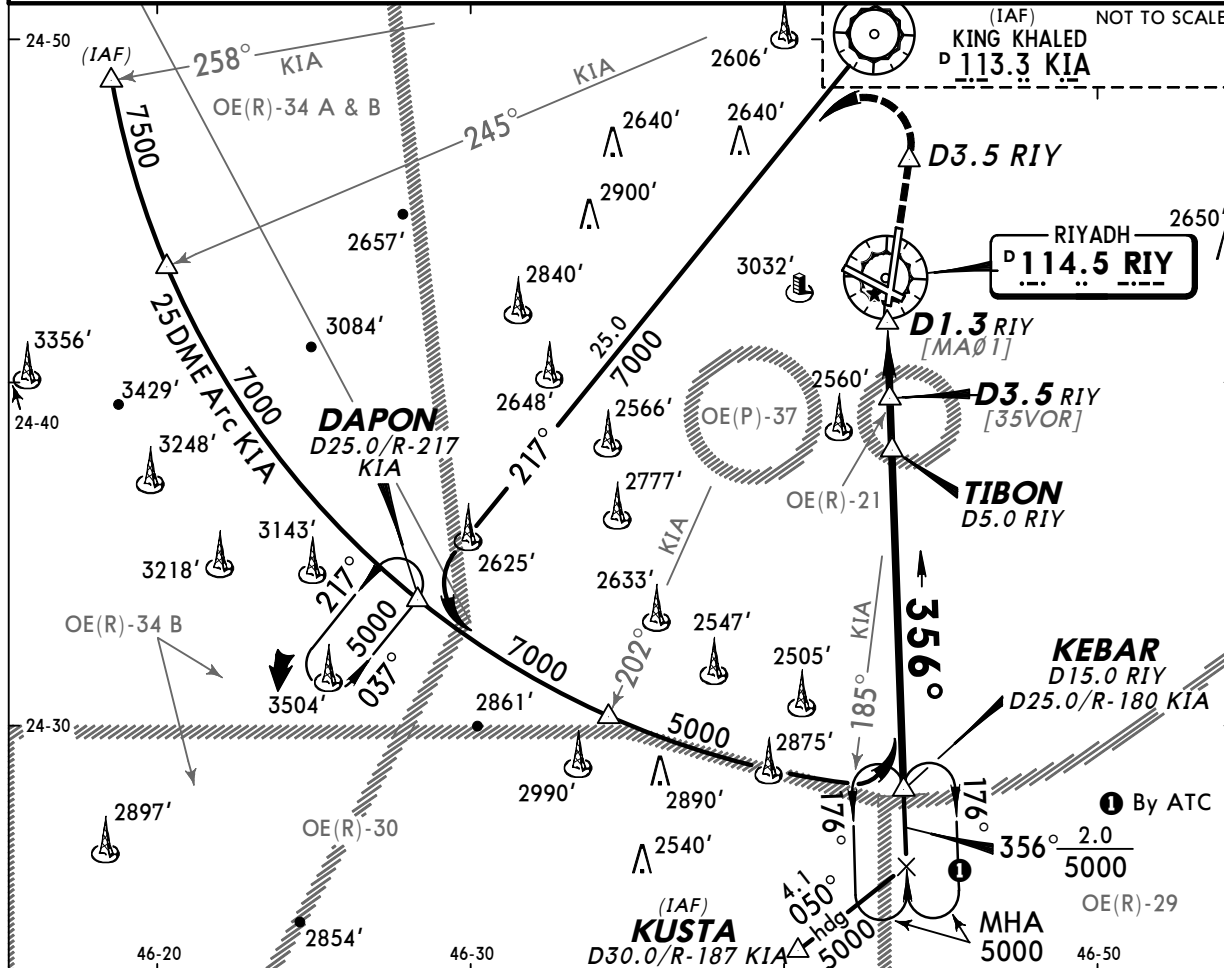 24-50
(IAF)
258°
KIA
OE(R)-34 A & B
7500
245°
KIA
2606'
(IAF)
KING KHALED
D 113.3 KIA
NOT TO SCALE
2640'
2640'
D3.5 RIY
2900'
2657'
2650'
RIYADH
D 114.5 RIY
3032'
2840'
D1.3 RIY
[MAØ1]
25 DME Arc KIA
3084'
25.0
7000
3356'
7000
2648'
2560'
D3.5 RIY
[35VOR]
3429'
24-40
DAPON
D25.0/R-217
KIA
2566'
OE(P)-37
3248'
217°
2777'
OE(R)-21
TIBON
D5.0 RIY
KIA
3143'
3218'
2625'
217°
5000
037°
2633'
KIA
356°
OE(R)-34 B
7000
2547'
KEBAR
D15.0 RIY
D25.0/R-180 KIA
202°
2505'
185°
3504'
2861'
24-30
5000
2875'
2990'
2890'
176°
176°
1 By ATC
2897'
OE(R)-30
2540'
356° 2.0
5000
1
4.1
050°
hdg
5000
OE(R)-29
(IAF)
KUSTA
D30.0/R-187 KIA
MHA
5000
2854'
46-20
46-30
46-50